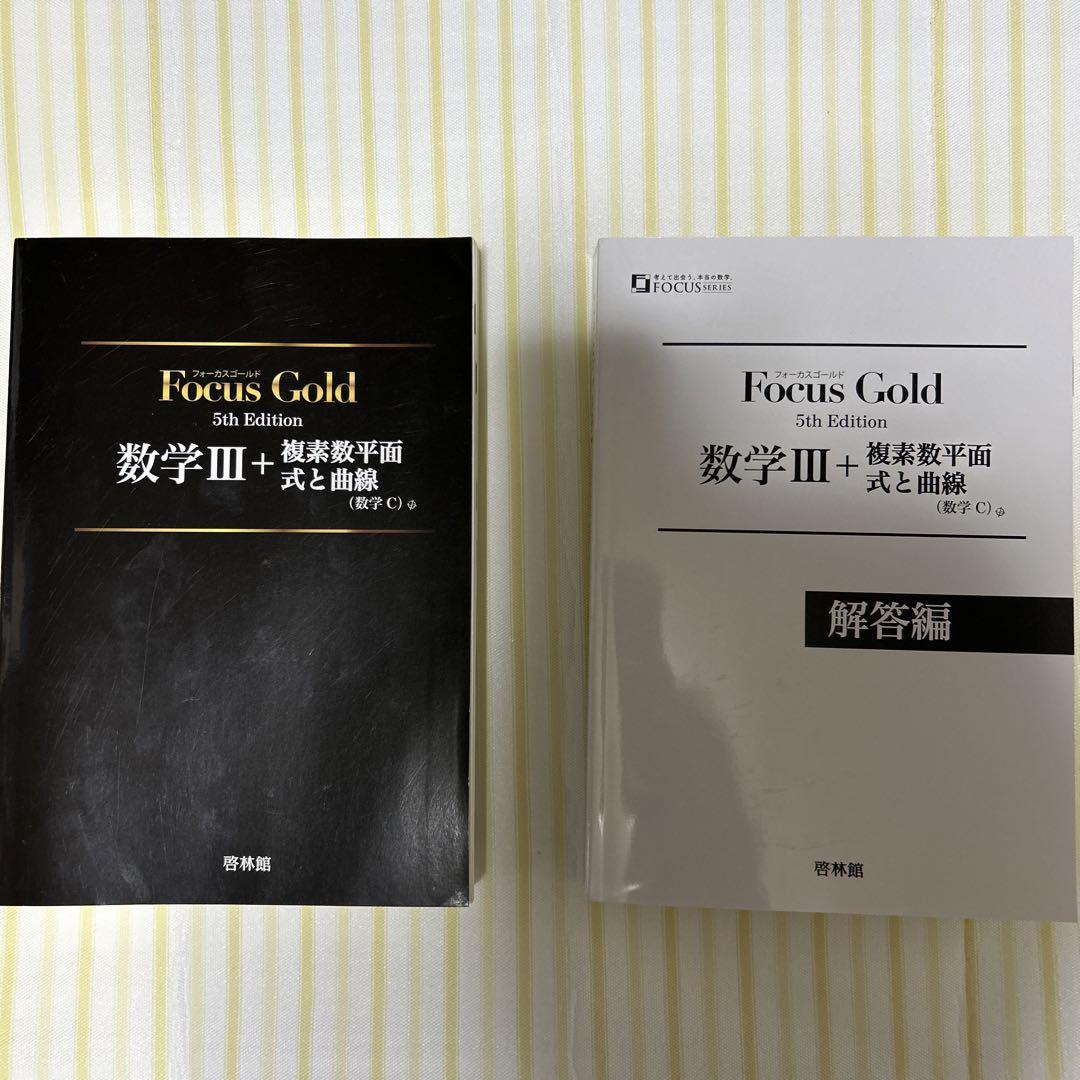 フォーカスゴールド
Focus Gold
5th Edition
数学Ⅲ+ 複素数平面
式と曲線
(数学C)
啓林館
考えて出会う、本当の数学。
FOCUS SERIES
フォーカスゴールド
Focus Gold
5th Edition
数学Ⅲ+ 複素数平面
式と曲線
(数学C)
解答編
啓林館